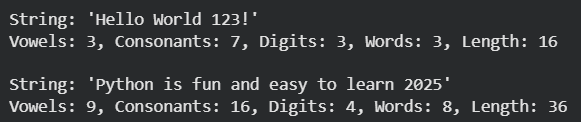 String: 'Hello World 123!'
Vowels: 3, Consonants: 7, Digits: 3, Words: 3, Length: 16
String: 'Python is fun and easy to learn 2025'
Vowels: 9, Consonants: 16, Digits: 4, Words: 8, Length: 36